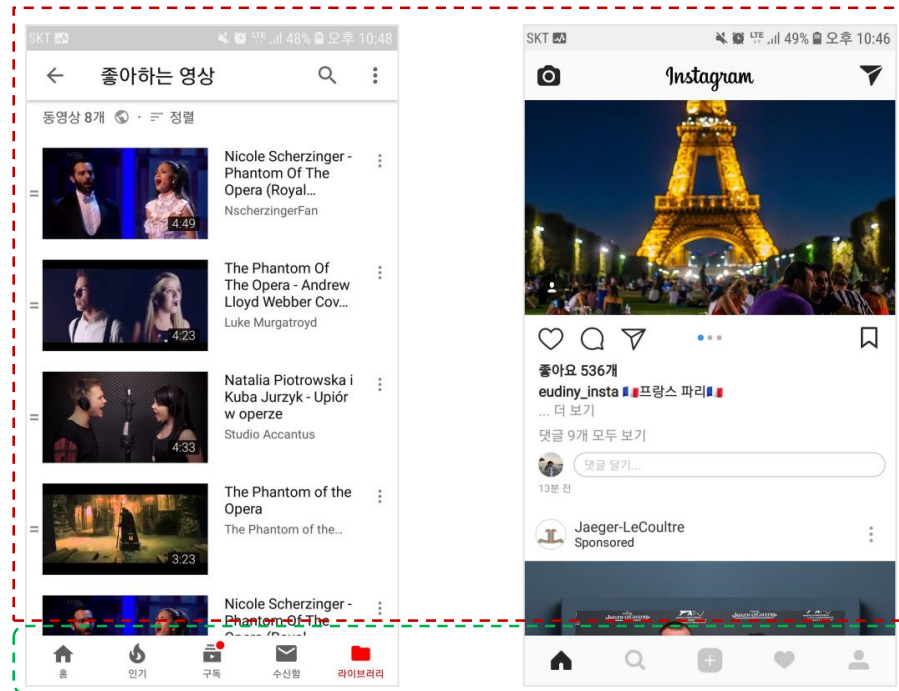 SKT
48% 오후 10:48
좋아하는 영상
동영상 8개 · 정렬
Nicole Scherzinger -
Phantom Of The
Opera (Royal...
NscherzingerFan
4:49
The Phantom Of
The Opera - Andrew
Lloyd Webber Cov...
Luke Murgatroyd
4:23
Natalia Piotrowska i
Kuba Jurzyk - Upiór
w operze
Studio Accantus
4:33
The Phantom of the
Opera
The Phantom of the...
3:23
Nicole Scherzinger -
Phantom Of The
Opera (Royal
홈
인기
구독
수신함
라이브러리
SKT
LTE 49% 오후 10:46
Instagram
좋아요 536개
eudiny_insta 🇫🇷프랑스 파리🇫🇷
... 더 보기
댓글 9개 모두 보기
댓글 달기...
13분 전
Jaeger-LeCoultre
Sponsored